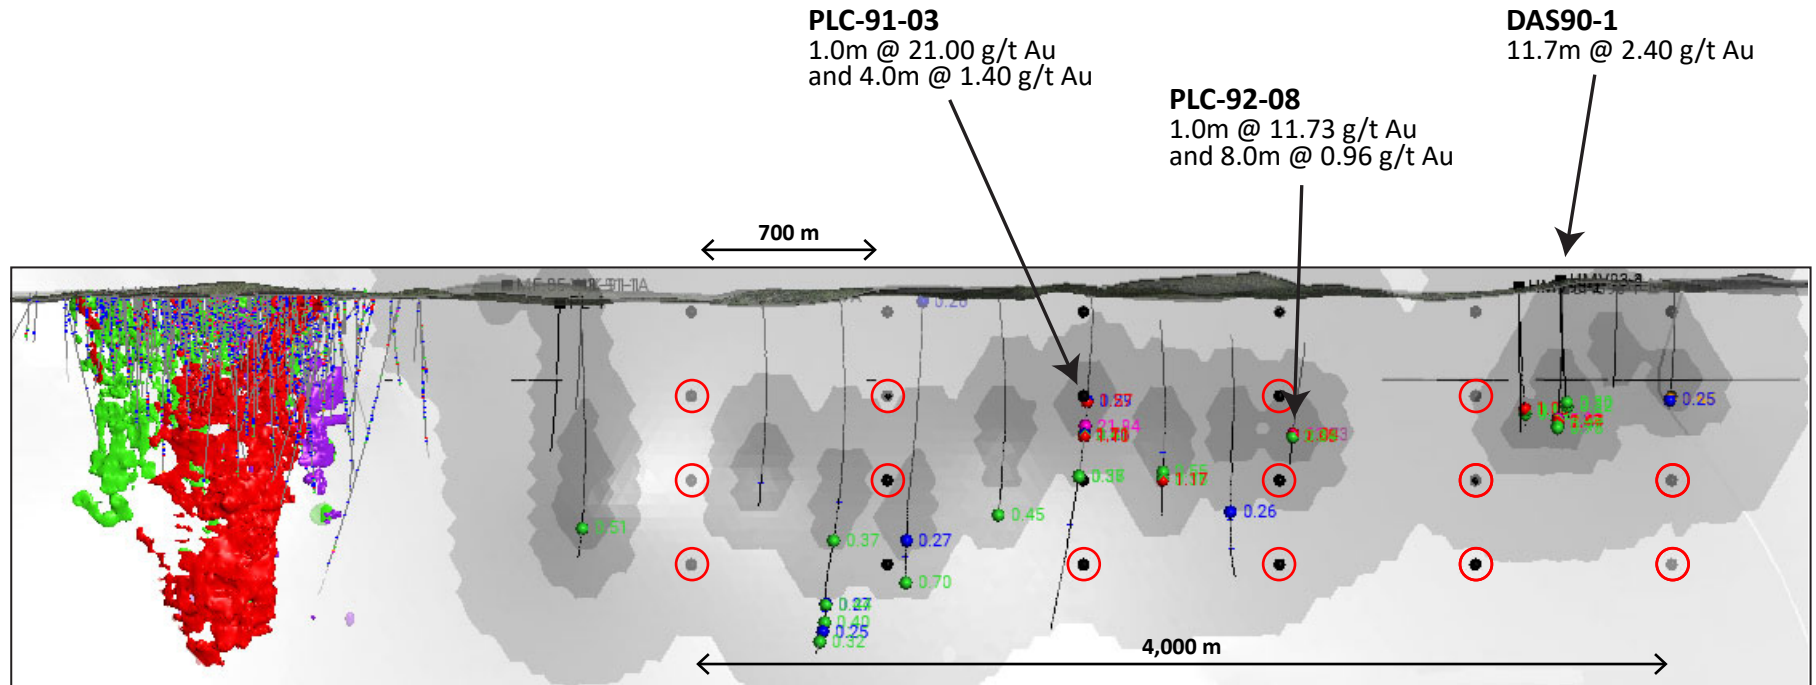 PLC-91-03
1.0m @ 21.00 g/t Au
and 4.0m @ 1.40 g/t Au
DAS90-1
11.7m @ 2.40 g/t Au
PLC-92-08
1.0m @ 11.73 g/t Au
and 8.0m @ 0.96 g/t Au
700 m
0.51
0.37
0.27
0.70
0.27
0.40
0.25
0.32
0.45
21.84
1.17
0.26
0.25
4,000 m